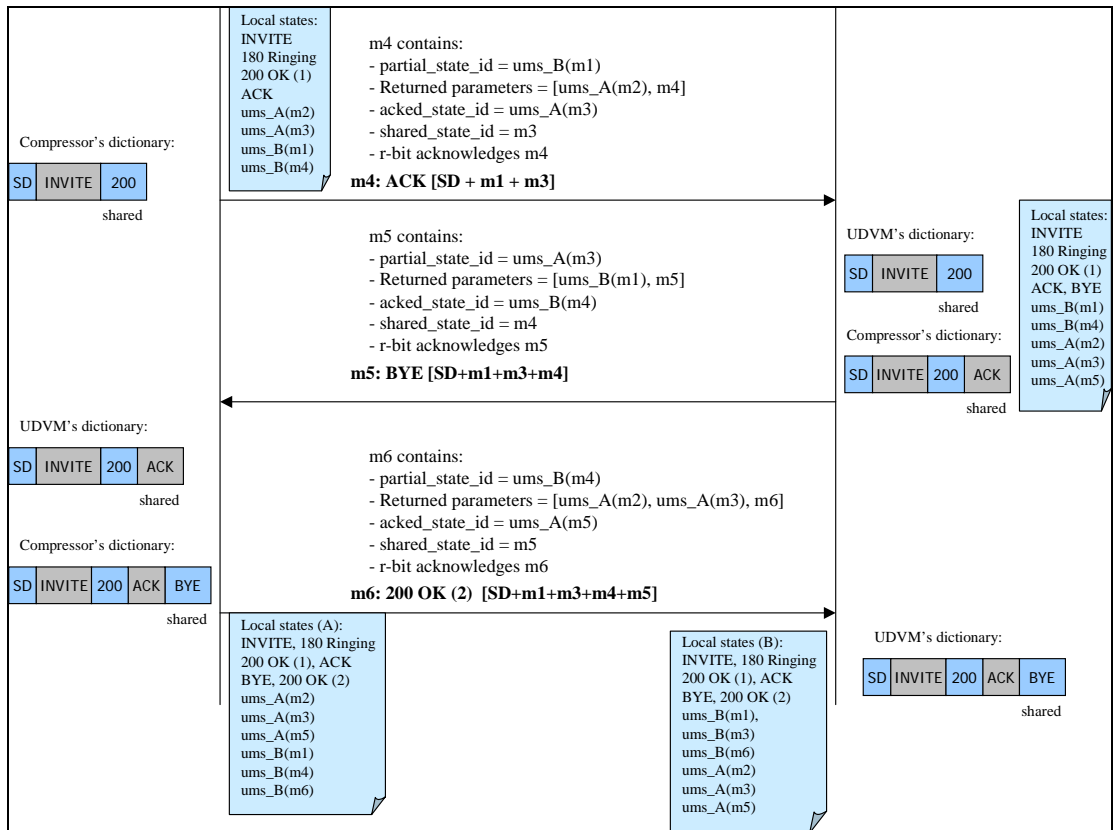 Local states:
INVITE
180 Ringing
200 OK (1)
ACK
ums_A(m2)
ums_A(m3)
ums_B(m1)
ums_B(m4)
m4 contains:
- partial_state_id = ums_B(m1)
- Returned parameters = [ums_A(m2), m4]
- acked_state_id = ums_A(m3)
- shared_state_id = m3
- r-bit acknowledges m4
m4: ACK [SD + m1 + m3]
Compressor’s dictionary:
SD INVITE 200
shared
m5 contains:
- partial_state_id = ums_A(m3)
- Returned parameters = [ums_B(m1), m5]
- acked_state_id = ums_B(m4)
- shared_state_id = m4
- r-bit acknowledges m5
m5: BYE [SD+m1+m3+m4]
UDVM’s dictionary:
SD INVITE 200
shared
Compressor’s dictionary:
SD INVITE 200 ACK
shared
Local states:
INVITE
180 Ringing
200 OK (1)
ACK, BYE
ums_B(m1)
ums_B(m4)
ums_A(m2)
ums_A(m3)
ums_A(m5)
UDVM’s dictionary:
SD INVITE 200 ACK
shared
Compressor’s dictionary:
SD INVITE 200 ACK BYE
shared
m6 contains:
- partial_state_id = ums_B(m4)
- Returned parameters = [ums_A(m2), ums_A(m3), m6]
- acked_state_id = ums_A(m5)
- shared_state_id = m5
- r-bit acknowledges m6
m6: 200 OK (2) [SD+m1+m3+m4+m5]
Local states (A):
INVITE, 180 Ringing
200 OK (1), ACK
BYE, 200 OK (2)
ums_A(m2)
ums_A(m3)
ums_A(m5)
ums_B(m1)
ums_B(m4)
ums_B(m6)
Local states (B):
INVITE, 180 Ringing
200 OK (1), ACK
BYE, 200 OK (2)
ums_B(m1),
ums_B(m3)
ums_B(m6)
ums_A(m2)
ums_A(m3)
ums_A(m5)
UDVM’s dictionary:
SD INVITE 200 ACK BYE
shared